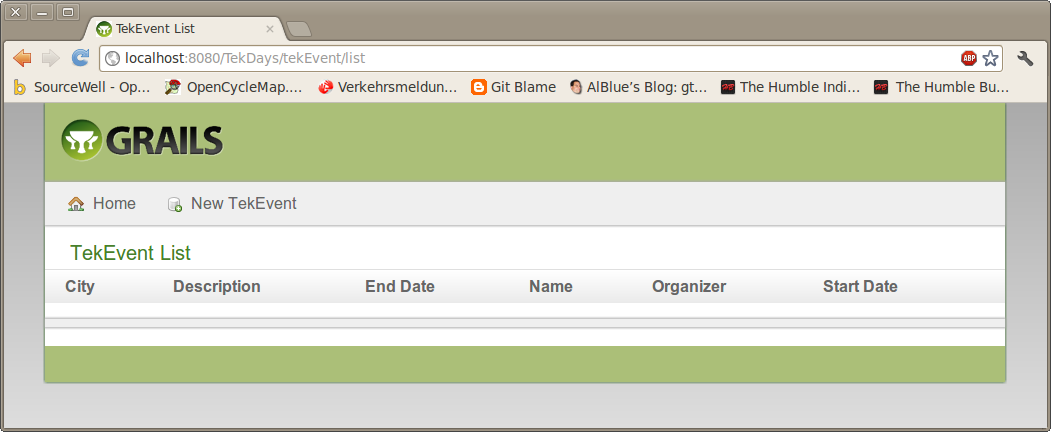 TekEvent List
localhost:8080/TekDays/tekEvent/list
ABP
SourceWell - Op... OpenCycleMap.... Verkehrsmeldun... Git Blame AlBlue's Blog: gt... The Humble Indi... The Humble Bu...
GRAILS
Home New TekEvent
TekEvent List
City Description End Date Name Organizer Start Date